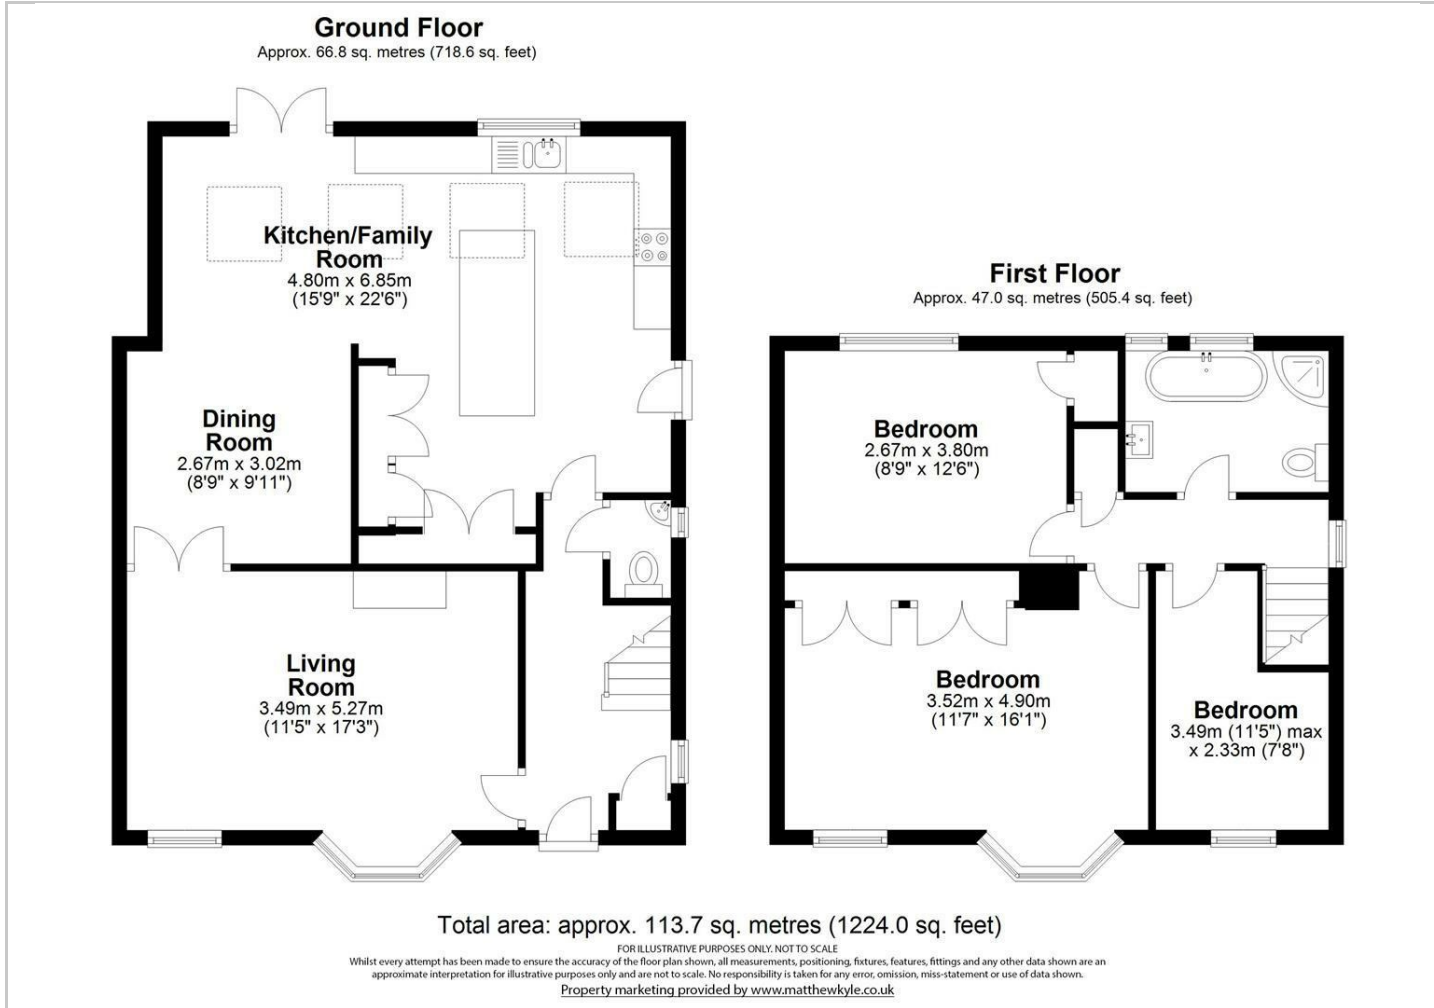 Ground Floor
Approx. 66.8 sq. metres (718.6 sq. feet)
Kitchen/Family
Room
4.80m x 6.85m
(15'9" x 22'6")
Dining
Room
2.67m x 3.02m
(8'9" x 9'11")
Living
Room
3.49m x 5.27m
(11'5" x 17'3")
First Floor
Approx. 47.0 sq. metres (505.4 sq. feet)
Bedroom
2.67m x 3.80m
(8'9" x 12'6")
Bedroom
3.52m x 4.90m
(11'7" x 16'1")
Bedroom
3.49m (11'5") max
x 2.33m (7'8")
Total area: approx. 113.7 sq. metres (1224.0 sq. feet)
FOR ILLUSTRATIVE PURPOSES ONLY. NOT TO SCALE
Whilst every attempt has been made to ensure the accuracy of the floor plan shown, all measurements, positioning, fixtures, features, fittings and any other data shown are an
approximate interpretation for illustrative purposes only and are not to scale. No responsibility is taken for any error, omission, miss-statement or use of data shown.
Property marketing provided by www.matthewkyle.co.uk